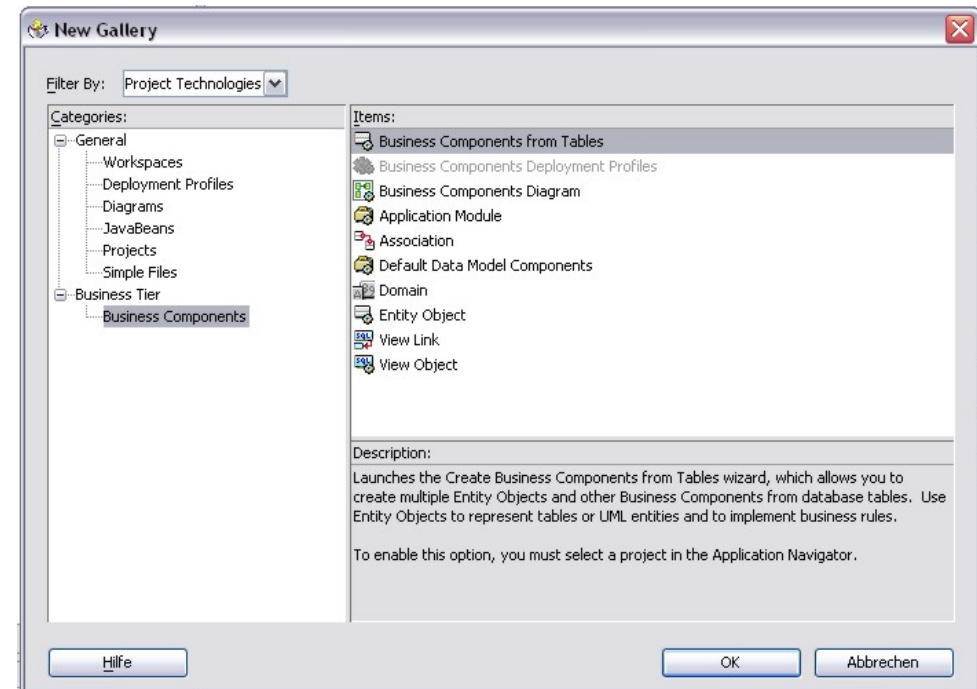 New Gallery
Filter By: Project Technologies
Categories:
General
Workspaces
Deployment Profiles
Diagrams
JavaBeans
Projects
Simple Files
Business Tier
Business Components
Items:
Business Components from Tables
Business Components Deployment Profiles
Business Components Diagram
Application Module
Association
Default Data Model Components
Domain
Entity Object
View Link
View Object
Description:
Launches the Create Business Components from Tables wizard, which allows you to
create multiple Entity Objects and other Business Components from database tables. Use
Entity Objects to represent tables or UML entities and to implement business rules.
To enable this option, you must select a project in the Application Navigator.
Hilfe
OK
Abbrechen